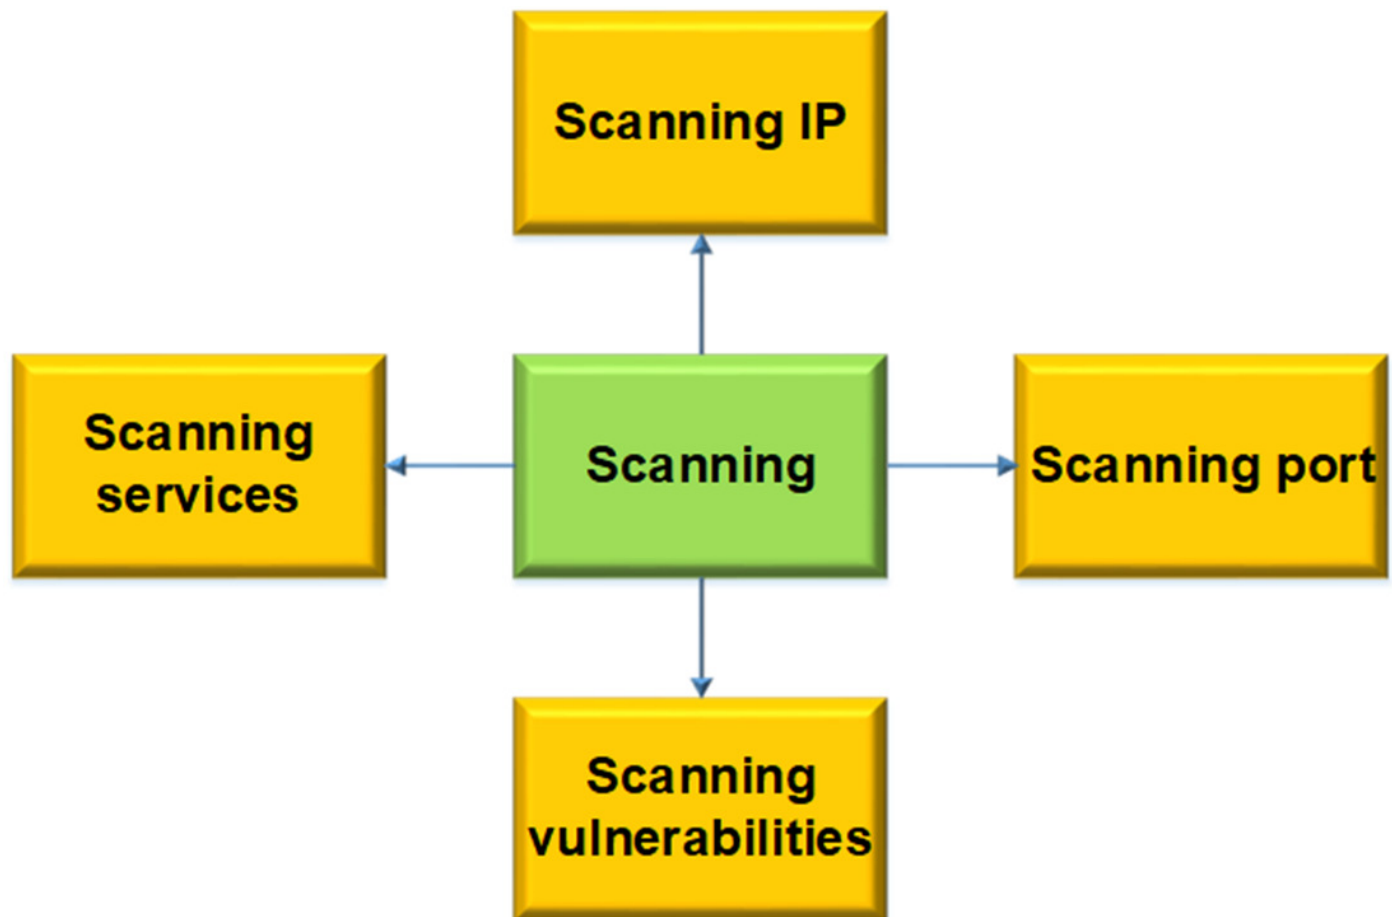 Scanning IP
Scanning
services
Scanning
Scanning port
Scanning
vulnerabilities